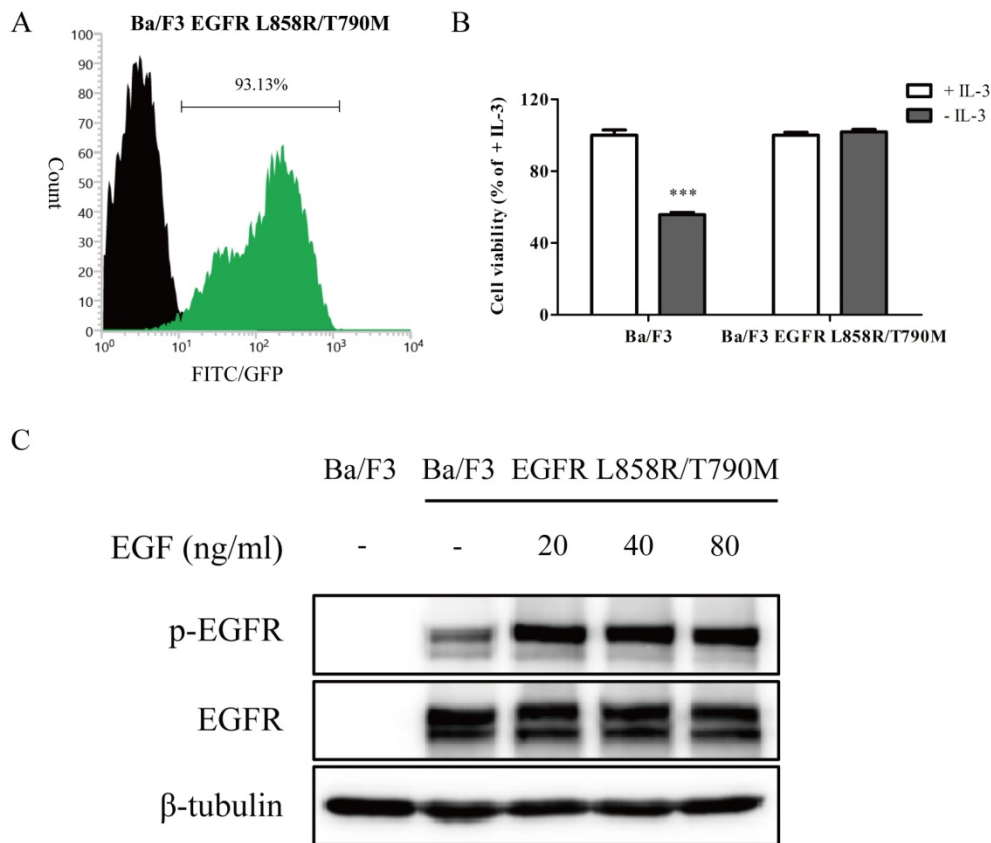 A
Ba/F3 EGFR L858R/T790M
100
90
80
70
60
50
40
30
20
10
0
Count
93.13%
10⁰ 10¹ 10² 10³ 10⁴
FITC/GFP
B
+ IL-3
- IL-3
Cell viability (% of + IL-3)
120
80
40
0
***
Ba/F3 Ba/F3 EGFR L858R/T790M
C
Ba/F3 Ba/F3 EGFR L858R/T790M
EGF (ng/ml) - - 20 40 80
p-EGFR
EGFR
β-tubulin